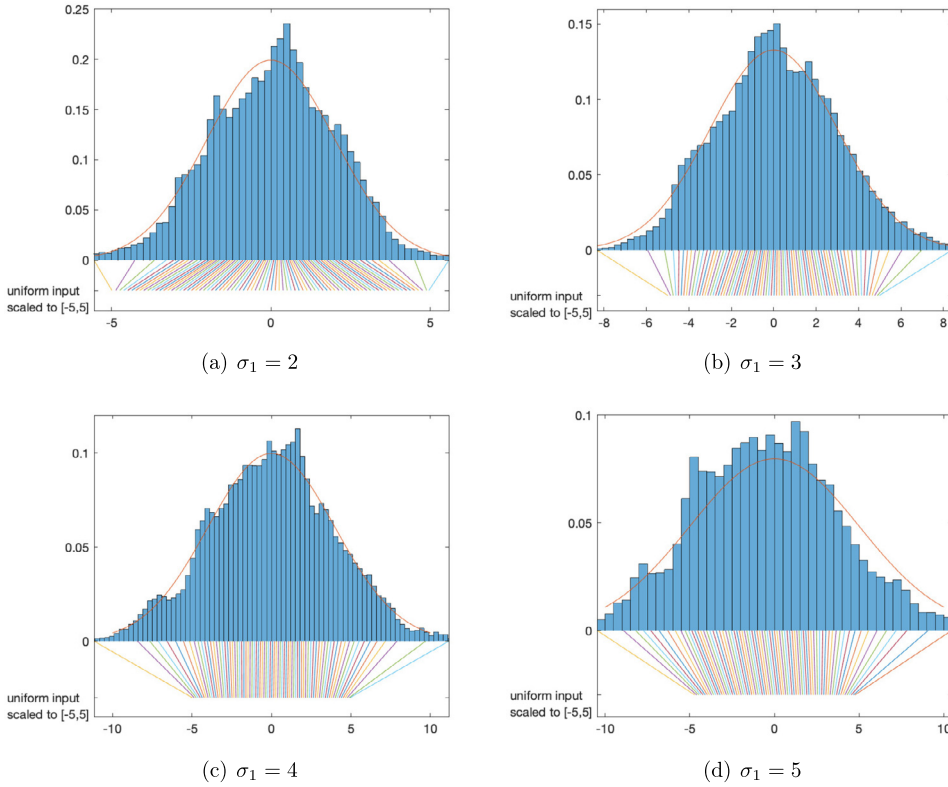 0.25
0.2
0.15
0.1
0.05
0
uniform input
scaled to [-5,5]
-5 0 5
(a) σ₁ = 2
0.15
0.1
0.05
0
uniform input
scaled to [-5,5]
-8 -6 -4 -2 0 2 4 6 8
(b) σ₁ = 3
0.1
0.05
0
uniform input
scaled to [-5,5]
-10 -5 0 5 10
(c) σ₁ = 4
0.1
0.05
0
uniform input
scaled to [-5,5]
-10 -5 0 5 10
(d) σ₁ = 5